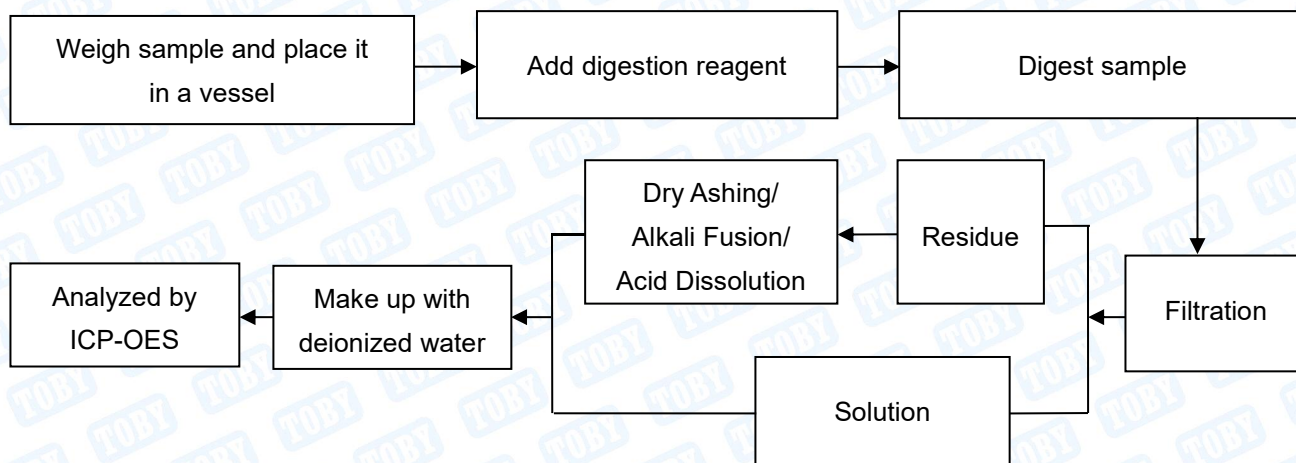 Weigh sample and place it
in a vessel
Add digestion reagent
Digest sample
Filtration
Residue
Dry Ashing/
Alkali Fusion/
Acid Dissolution
Solution
Make up with
deionized water
Analyzed by
ICP-OES
TOBY